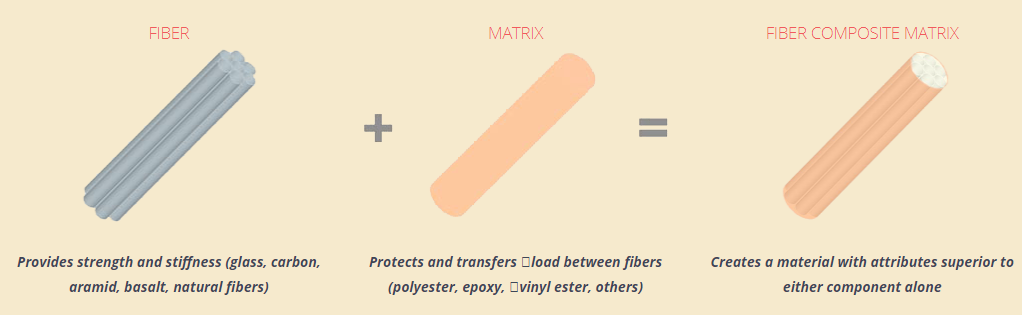 FIBER
MATRIX
FIBER COMPOSITE MATRIX
Provides strength and stiffness (glass, carbon,
aramid, basalt, natural fibers)
Protects and transfers □load between fibers
(polyester, epoxy, □vinyl ester, others)
Creates a material with attributes superior to
either component alone